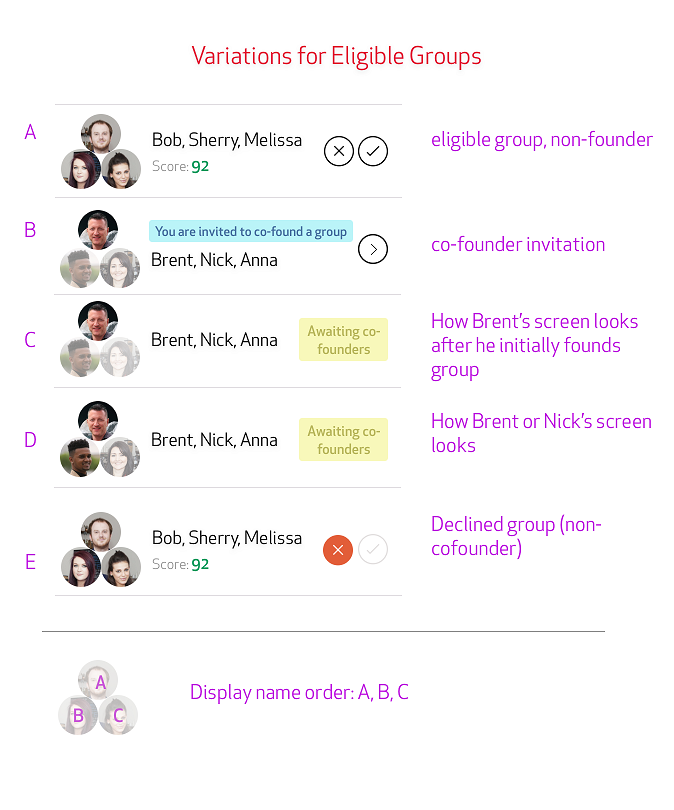 Variations for Eligible Groups
A
Bob, Sherry, Melissa
Score: 92
eligible group, non-founder
B
You are invited to co-found a group
Brent, Nick, Anna
co-founder invitation
C
Brent, Nick, Anna
Awaiting co-
founders
How Brent's screen looks
after he initially founds
group
D
Brent, Nick, Anna
Awaiting co-
founders
How Brent or Nick's screen
looks
E
Bob, Sherry, Melissa
Score: 92
Declined group (non-
cofounder)
A
B
C
Display name order: A, B, C